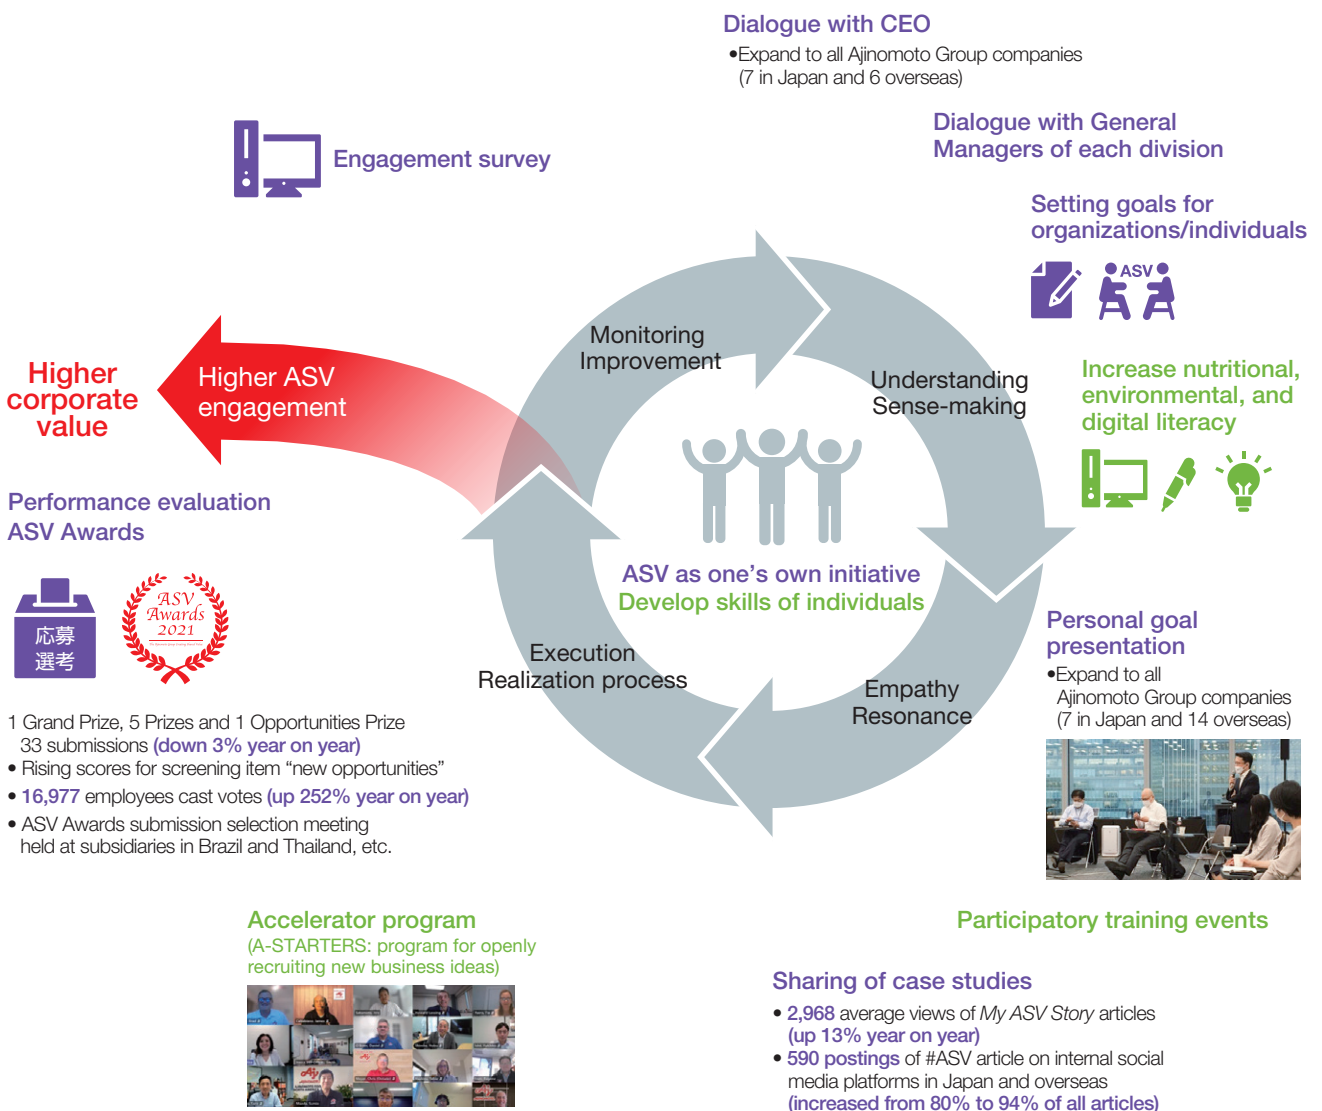 Dialogue with CEO
•Expand to all Ajinomoto Group companies
(7 in Japan and 6 overseas)
Dialogue with General
Managers of each division
Engagement survey
Setting goals for
organizations/individuals
ASV
Monitoring
Improvement
Understanding
Sense-making
Higher ASV
engagement
Higher
corporate
value
Increase nutritional,
environmental, and
digital literacy
Performance evaluation
ASV Awards
応募
選考
ASV
Awards
2021
ASV as one's own initiative
Develop skills of individuals
Execution
Realization process
Empathy
Resonance
Personal goal
presentation
•Expand to all
Ajinomoto Group companies
(7 in Japan and 14 overseas)
1 Grand Prize, 5 Prizes and 1 Opportunities Prize
33 submissions (down 3% year on year)
• Rising scores for screening item “new opportunities”
• 16,977 employees cast votes (up 252% year on year)
• ASV Awards submission selection meeting
held at subsidiaries in Brazil and Thailand, etc.
Accelerator program
(A-STARTERS: program for openly
recruiting new business ideas)
Participatory training events
Sharing of case studies
• 2,968 average views of My ASV Story articles
(up 13% year on year)
• 590 postings of #ASV article on internal social
media platforms in Japan and overseas
(increased from 80% to 94% of all articles)